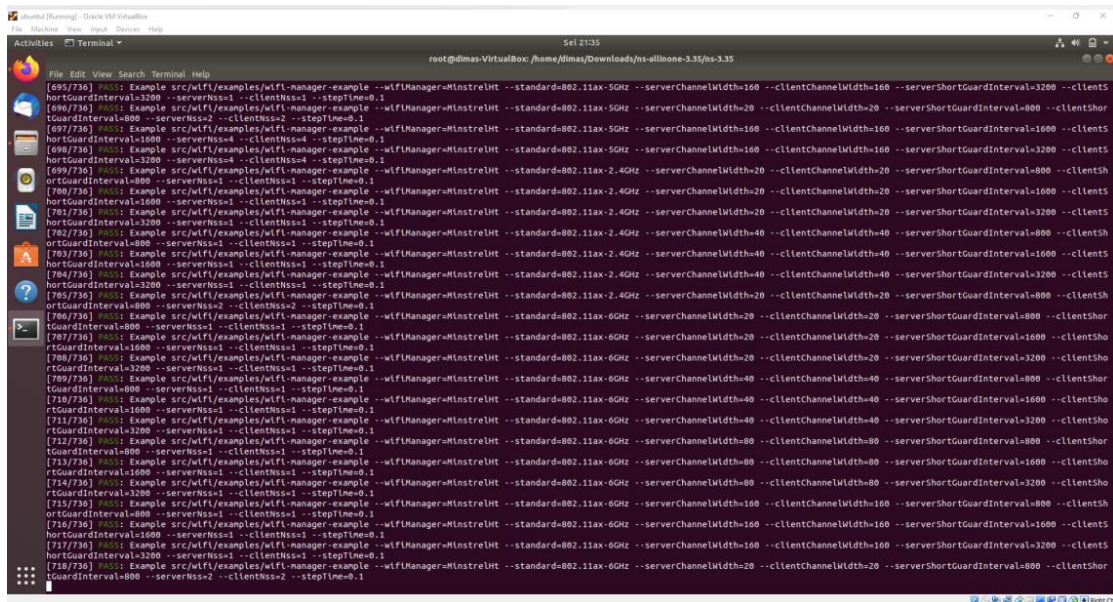 ubuntul [Running] - Oracle VM VirtualBox
File Machine View Input Devices Help
Activities Terminal Sel 21:35
root@dimas-VirtualBox: /home/dimas/Downloads/ns-allinone-3.35/ns-3.35
File Edit View Search Terminal Help
[695/736] PASS: Example src/wifi/examples/wifi-manager-example --wifiManager=MinstrelHt --standard=802.11ax-5GHz --serverChannelWidth=160 --clientChannelWidth=160 --serverShortGuardInterval=3200 --clientS
hortGuardInterval=3200 --serverNss=1 --clientNss=1 --stepTime=0.1
[696/736] PASS: Example src/wifi/examples/wifi-manager-example --wifiManager=MinstrelHt --standard=802.11ax-5GHz --serverChannelWidth=20 --clientChannelWidth=20 --serverShortGuardInterval=800 --clientShor
tGuardInterval=800 --serverNss=2 --clientNss=2 --stepTime=0.1
[697/736] PASS: Example src/wifi/examples/wifi-manager-example --wifiManager=MinstrelHt --standard=802.11ax-5GHz --serverChannelWidth=160 --clientChannelWidth=160 --serverShortGuardInterval=1600 --clientS
hortGuardInterval=1600 --serverNss=4 --clientNss=4 --stepTime=0.1
[698/736] PASS: Example src/wifi/examples/wifi-manager-example --wifiManager=MinstrelHt --standard=802.11ax-5GHz --serverChannelWidth=160 --clientChannelWidth=160 --serverShortGuardInterval=3200 --clientS
hortGuardInterval=3200 --serverNss=4 --clientNss=4 --stepTime=0.1
[699/736] PASS: Example src/wifi/examples/wifi-manager-example --wifiManager=MinstrelHt --standard=802.11ax-2.4GHz --serverChannelWidth=20 --clientChannelWidth=20 --serverShortGuardInterval=800 --clientSh
ortGuardInterval=800 --serverNss=1 --clientNss=1 --stepTime=0.1
[700/736] PASS: Example src/wifi/examples/wifi-manager-example --wifiManager=MinstrelHt --standard=802.11ax-2.4GHz --serverChannelWidth=20 --clientChannelWidth=20 --serverShortGuardInterval=1600 --clientS
hortGuardInterval=1600 --serverNss=1 --clientNss=1 --stepTime=0.1
[701/736] PASS: Example src/wifi/examples/wifi-manager-example --wifiManager=MinstrelHt --standard=802.11ax-2.4GHz --serverChannelWidth=20 --clientChannelWidth=20 --serverShortGuardInterval=3200 --clientS
hortGuardInterval=3200 --serverNss=1 --clientNss=1 --stepTime=0.1
[702/736] PASS: Example src/wifi/examples/wifi-manager-example --wifiManager=MinstrelHt --standard=802.11ax-2.4GHz --serverChannelWidth=40 --clientChannelWidth=40 --serverShortGuardInterval=800 --clientSh
ortGuardInterval=800 --serverNss=1 --clientNss=1 --stepTime=0.1
[703/736] PASS: Example src/wifi/examples/wifi-manager-example --wifiManager=MinstrelHt --standard=802.11ax-2.4GHz --serverChannelWidth=40 --clientChannelWidth=40 --serverShortGuardInterval=1600 --clientS
hortGuardInterval=1600 --serverNss=1 --clientNss=1 --stepTime=0.1
[704/736] PASS: Example src/wifi/examples/wifi-manager-example --wifiManager=MinstrelHt --standard=802.11ax-2.4GHz --serverChannelWidth=40 --clientChannelWidth=40 --serverShortGuardInterval=3200 --clientS
hortGuardInterval=3200 --serverNss=1 --clientNss=1 --stepTime=0.1
[705/736] PASS: Example src/wifi/examples/wifi-manager-example --wifiManager=MinstrelHt --standard=802.11ax-2.4GHz --serverChannelWidth=20 --clientChannelWidth=20 --serverShortGuardInterval=800 --clientSh
ortGuardInterval=800 --serverNss=2 --clientNss=2 --stepTime=0.1
[706/736] PASS: Example src/wifi/examples/wifi-manager-example --wifiManager=MinstrelHt --standard=802.11ax-6GHz --serverChannelWidth=20 --clientChannelWidth=20 --serverShortGuardInterval=800 --clientShor
tGuardInterval=800 --serverNss=1 --clientNss=1 --stepTime=0.1
[707/736] PASS: Example src/wifi/examples/wifi-manager-example --wifiManager=MinstrelHt --standard=802.11ax-6GHz --serverChannelWidth=20 --clientChannelWidth=20 --serverShortGuardInterval=1600 --clientSho
rtGuardInterval=1600 --serverNss=1 --clientNss=1 --stepTime=0.1
[708/736] PASS: Example src/wifi/examples/wifi-manager-example --wifiManager=MinstrelHt --standard=802.11ax-6GHz --serverChannelWidth=20 --clientChannelWidth=20 --serverShortGuardInterval=3200 --clientSho
rtGuardInterval=3200 --serverNss=1 --clientNss=1 --stepTime=0.1
[709/736] PASS: Example src/wifi/examples/wifi-manager-example --wifiManager=MinstrelHt --standard=802.11ax-6GHz --serverChannelWidth=40 --clientChannelWidth=40 --serverShortGuardInterval=800 --clientShor
tGuardInterval=800 --serverNss=1 --clientNss=1 --stepTime=0.1
[710/736] PASS: Example src/wifi/examples/wifi-manager-example --wifiManager=MinstrelHt --standard=802.11ax-6GHz --serverChannelWidth=40 --clientChannelWidth=40 --serverShortGuardInterval=1600 --clientSho
rtGuardInterval=1600 --serverNss=1 --clientNss=1 --stepTime=0.1
[711/736] PASS: Example src/wifi/examples/wifi-manager-example --wifiManager=MinstrelHt --standard=802.11ax-6GHz --serverChannelWidth=40 --clientChannelWidth=40 --serverShortGuardInterval=3200 --clientSho
rtGuardInterval=3200 --serverNss=1 --clientNss=1 --stepTime=0.1
[712/736] PASS: Example src/wifi/examples/wifi-manager-example --wifiManager=MinstrelHt --standard=802.11ax-6GHz --serverChannelWidth=80 --clientChannelWidth=80 --serverShortGuardInterval=800 --clientShor
tGuardInterval=800 --serverNss=1 --clientNss=1 --stepTime=0.1
[713/736] PASS: Example src/wifi/examples/wifi-manager-example --wifiManager=MinstrelHt --standard=802.11ax-6GHz --serverChannelWidth=80 --clientChannelWidth=80 --serverShortGuardInterval=1600 --clientSho
rtGuardInterval=1600 --serverNss=1 --clientNss=1 --stepTime=0.1
[714/736] PASS: Example src/wifi/examples/wifi-manager-example --wifiManager=MinstrelHt --standard=802.11ax-6GHz --serverChannelWidth=80 --clientChannelWidth=80 --serverShortGuardInterval=3200 --clientSho
rtGuardInterval=3200 --serverNss=1 --clientNss=1 --stepTime=0.1
[715/736] PASS: Example src/wifi/examples/wifi-manager-example --wifiManager=MinstrelHt --standard=802.11ax-6GHz --serverChannelWidth=160 --clientChannelWidth=160 --serverShortGuardInterval=800 --clientSh
ortGuardInterval=800 --serverNss=1 --clientNss=1 --stepTime=0.1
[716/736] PASS: Example src/wifi/examples/wifi-manager-example --wifiManager=MinstrelHt --standard=802.11ax-6GHz --serverChannelWidth=160 --clientChannelWidth=160 --serverShortGuardInterval=1600 --clientS
hortGuardInterval=1600 --serverNss=1 --clientNss=1 --stepTime=0.1
[717/736] PASS: Example src/wifi/examples/wifi-manager-example --wifiManager=MinstrelHt --standard=802.11ax-6GHz --serverChannelWidth=160 --clientChannelWidth=160 --serverShortGuardInterval=3200 --clientS
hortGuardInterval=3200 --serverNss=1 --clientNss=1 --stepTime=0.1
[718/736] PASS: Example src/wifi/examples/wifi-manager-example --wifiManager=MinstrelHt --standard=802.11ax-6GHz --serverChannelWidth=20 --clientChannelWidth=20 --serverShortGuardInterval=800 --clientShor
tGuardInterval=800 --serverNss=2 --clientNss=2 --stepTime=0.1
Right C